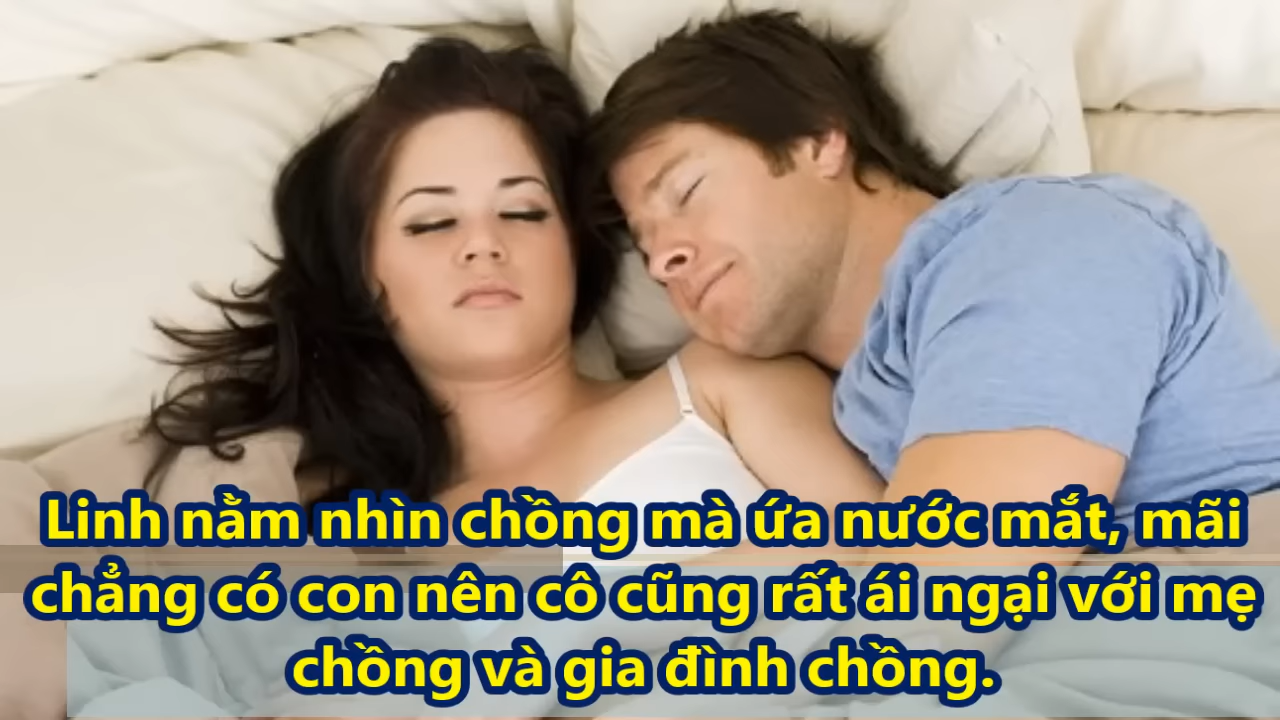 Linh nằm nhìn chồng mà ứa nước mắt, mãi
chẳng có con nên cô cũng rất ái ngại với mẹ
chồng và gia đình chồng.